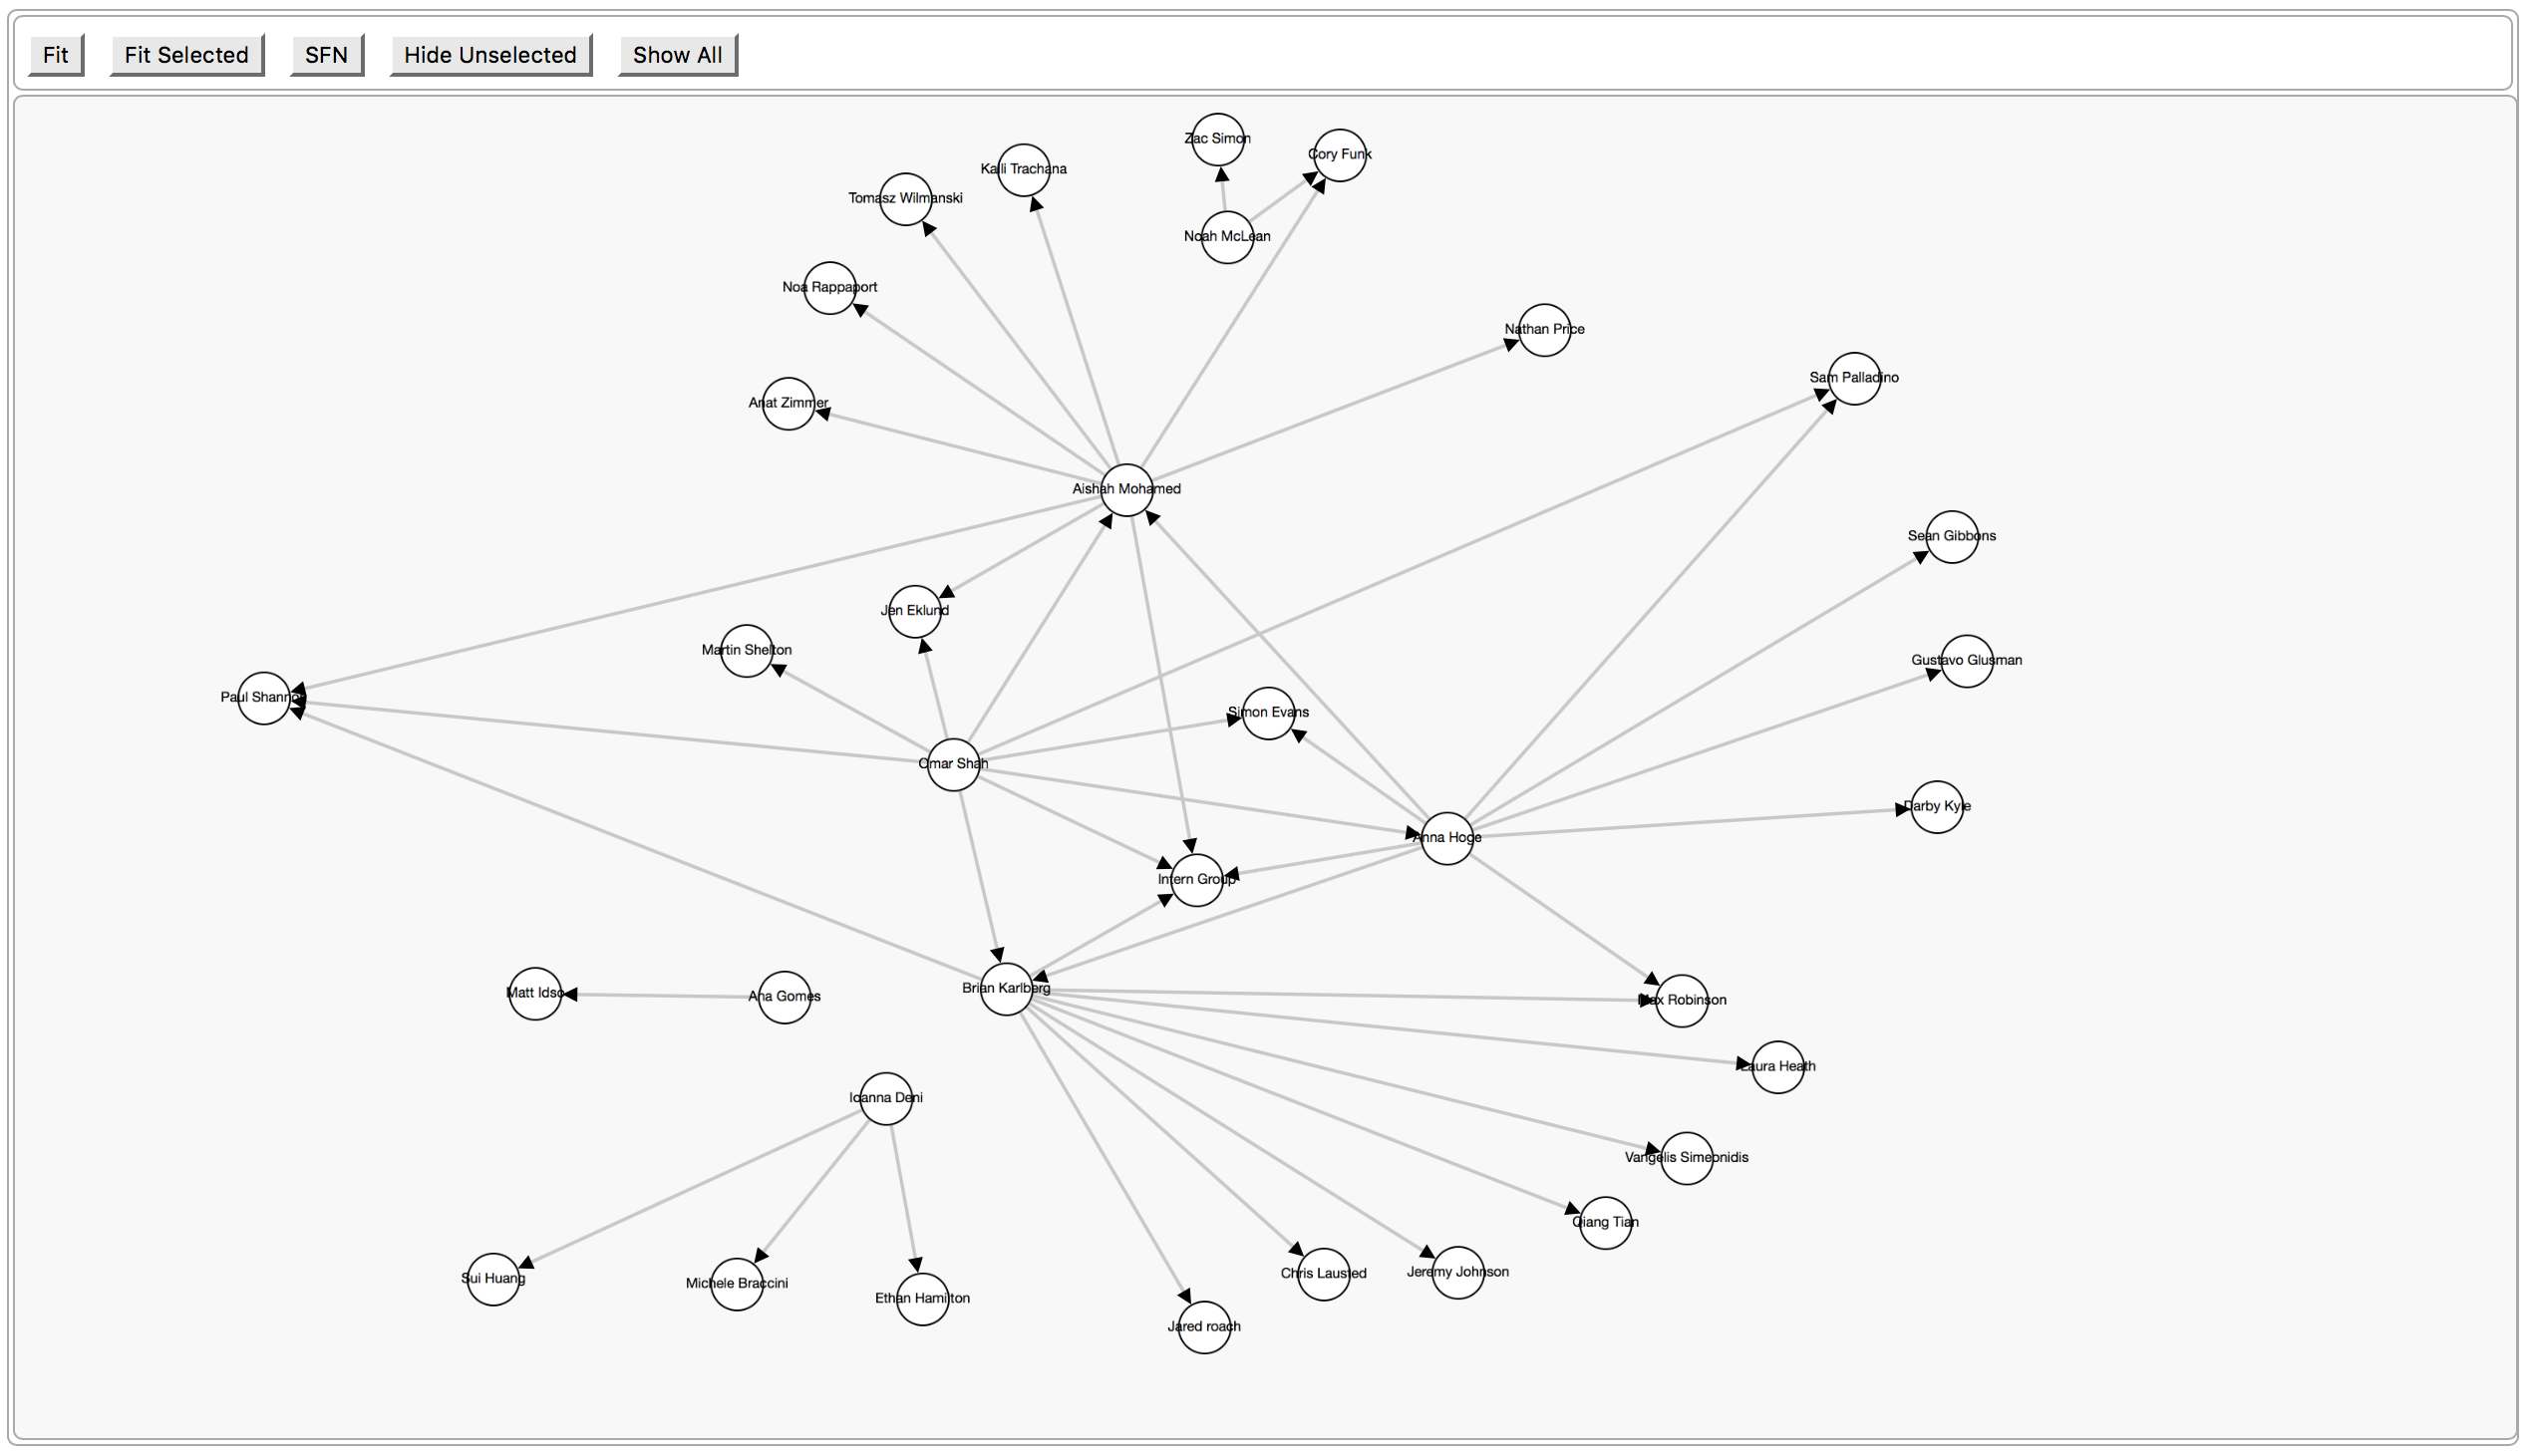 Fit
Fit Selected
SFN
Hide Unselected
Show All
Zac Simon
Cory Funk
Kalli Trachana
Tomasz Wilmanski
Noah McLean
Noa Rappaport
Nathan Price
Sam Palladino
Anat Zimmer
Aishah Mohamed
Sean Gibbons
Jen Eklund
Martin Shelton
Gustavo Glusman
Paul Shannon
Simon Evans
Omar Shah
Darby Kyle
Anna Hoge
Intern Group
Brian Karlberg
Matt Idso
Ana Gomes
Max Robinson
Laura Heath
Ioanna Deni
Vangelis Simeonidis
Qiang Tian
Sui Huang
Michele Braccini
Ethan Hamilton
Chris Lausted
Jeremy Johnson
Jared roach